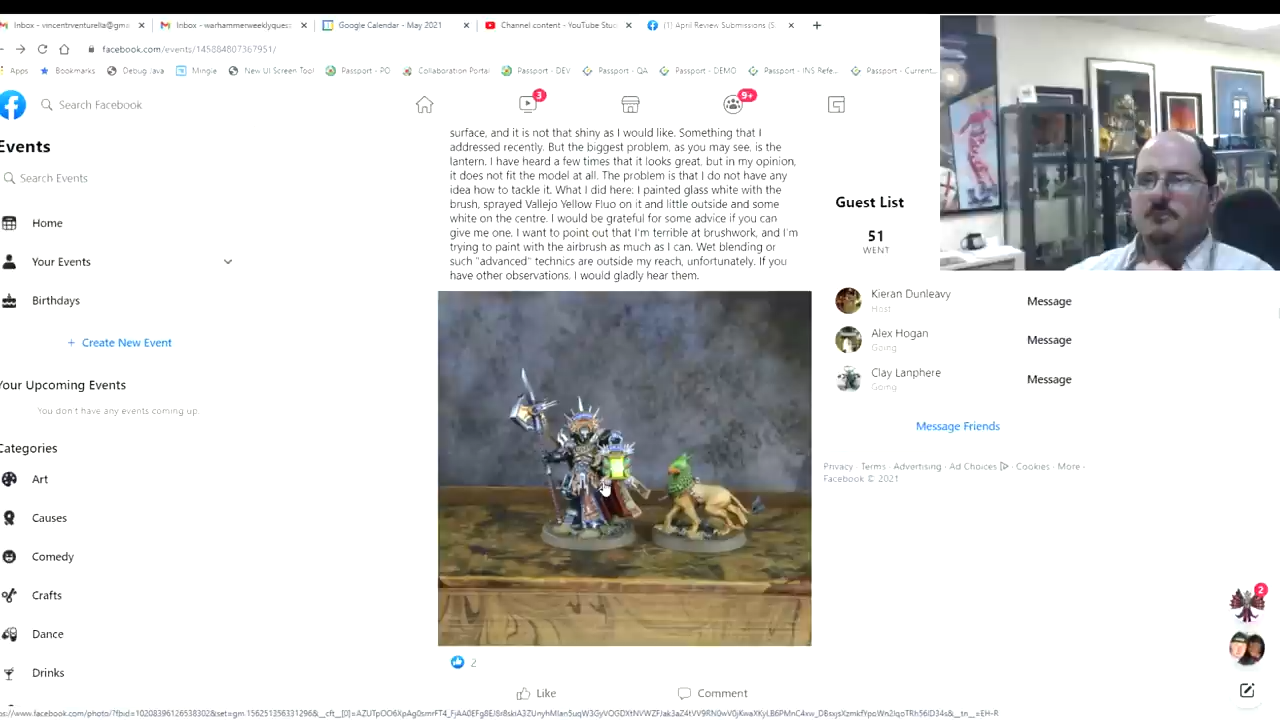 Inbox - vincentrventurella@gma
Inbox - warhammerweeklyques
Google Calendar - May 2021
Channel content - YouTube Stu
(1) April Review Submissions (S
facebook.com/events/145884807367951/
Apps
Bookmarks
Debug Java
Mingle
New UI Screen Tool
Passport - PO
Collaboration Portal
Passport - DEV
Passport - QA
Passport - DEMO
Passport - INS Refe...
Passport - Current...
Search Facebook
3
9+
Events
Search Events
Home
Your Events
Birthdays
+ Create New Event
Your Upcoming Events
You don't have any events coming up.
Categories
Art
Causes
Comedy
Crafts
Dance
Drinks
surface, and it is not that shiny as I would like. Something that I
addressed recently. But the biggest problem, as you may see, is the
lantern. I have heard a few times that it looks great, but in my opinion,
it does not fit the model at all. The problem is that I do not have any
idea how to tackle it. What I did here: I painted glass white with the
brush, sprayed Vallejo Yellow Fluo on it and little outside and some
white on the centre. I would be grateful for some advice if you can
give me one. I want to point out that I'm terrible at brushwork, and I'm
trying to paint with the airbrush as much as I can. Wet blending or
such "advanced" technics are outside my reach, unfortunately. If you
have other observations. I would gladly hear them.
2
Like
Comment
Guest List
51
WENT
Kieran Dunleavy
Host
Message
Alex Hogan
Going
Message
Clay Lanphere
Going
Message
Message Friends
Privacy · Terms · Advertising · Ad Choices · Cookies · More ·
Facebook © 2021
2